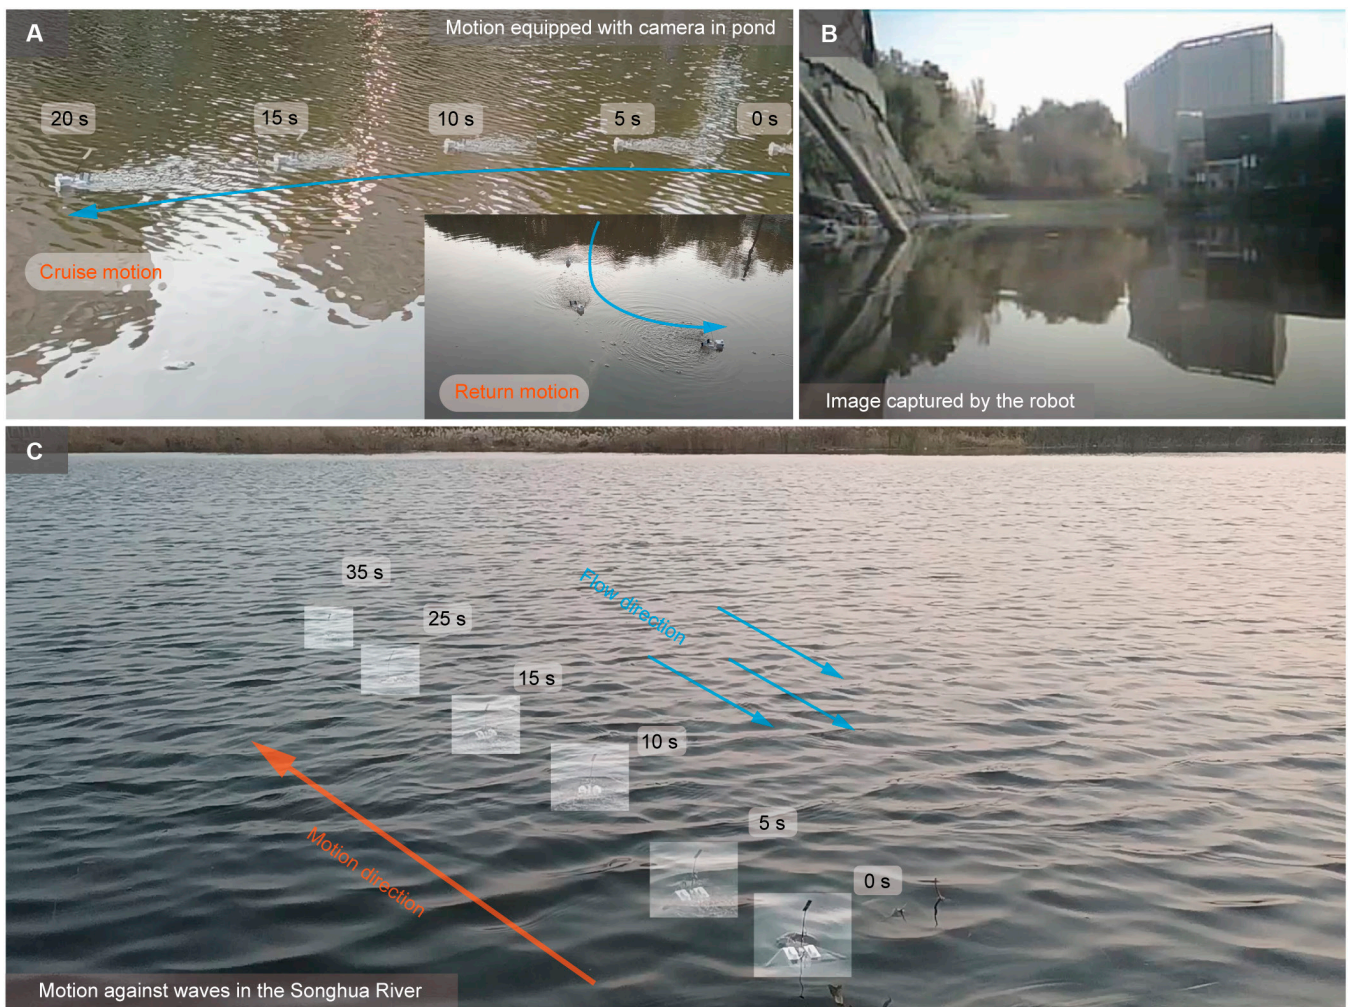 A
Motion equipped with camera in pond
20 s
15 s
10 s
5 s
0 s
Cruise motion
Return motion
B
Image captured by the robot
C
35 s
25 s
15 s
10 s
5 s
0 s
Flow direction
Motion direction
Motion against waves in the Songhua River